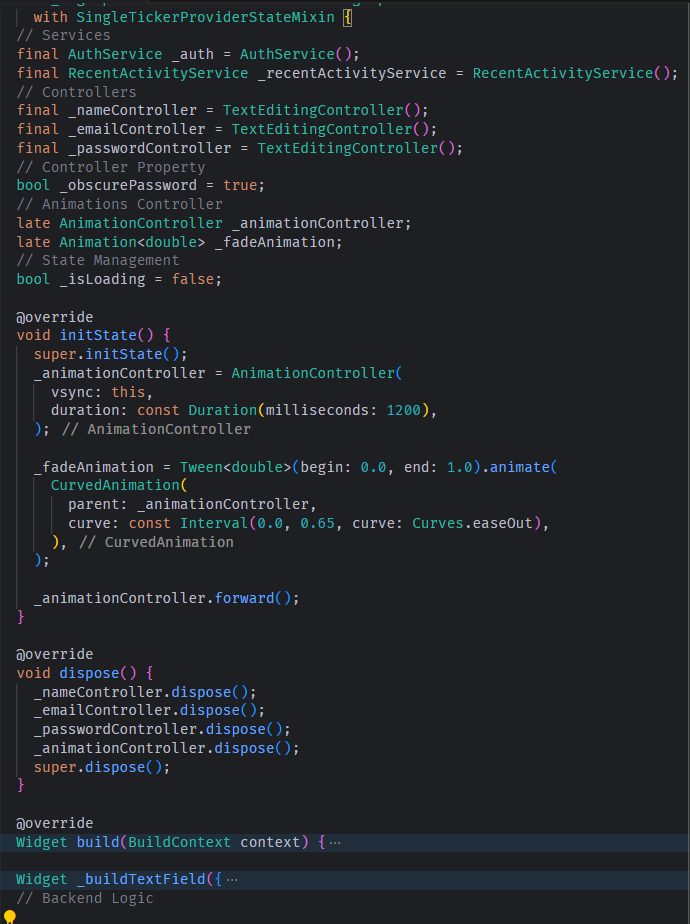 with SingleTickerProviderStateMixin {
// Services
final AuthService _auth = AuthService();
final RecentActivityService _recentActivityService = RecentActivityService();
// Controllers
final _nameController = TextEditingController();
final _emailController = TextEditingController();
final _passwordController = TextEditingController();
// Controller Property
bool _obscurePassword = true;
// Animations Controller
late AnimationController _animationController;
late Animation<double> _fadeAnimation;
// State Management
bool _isLoading = false;

@override
void initState() {
  super.initState();
  _animationController = AnimationController(
    vsync: this,
    duration: const Duration(milliseconds: 1200),
  ); // AnimationController

  _fadeAnimation = Tween<double>(begin: 0.0, end: 1.0).animate(
    CurvedAnimation(
      parent: _animationController,
      curve: const Interval(0.0, 0.65, curve: Curves.easeOut),
    ), // CurvedAnimation
  );

  _animationController.forward();
}

@override
void dispose() {
  _nameController.dispose();
  _emailController.dispose();
  _passwordController.dispose();
  _animationController.dispose();
  super.dispose();
}

@override
Widget build(BuildContext context) { ⋯

Widget _buildTextField({ ⋯
// Backend Logic